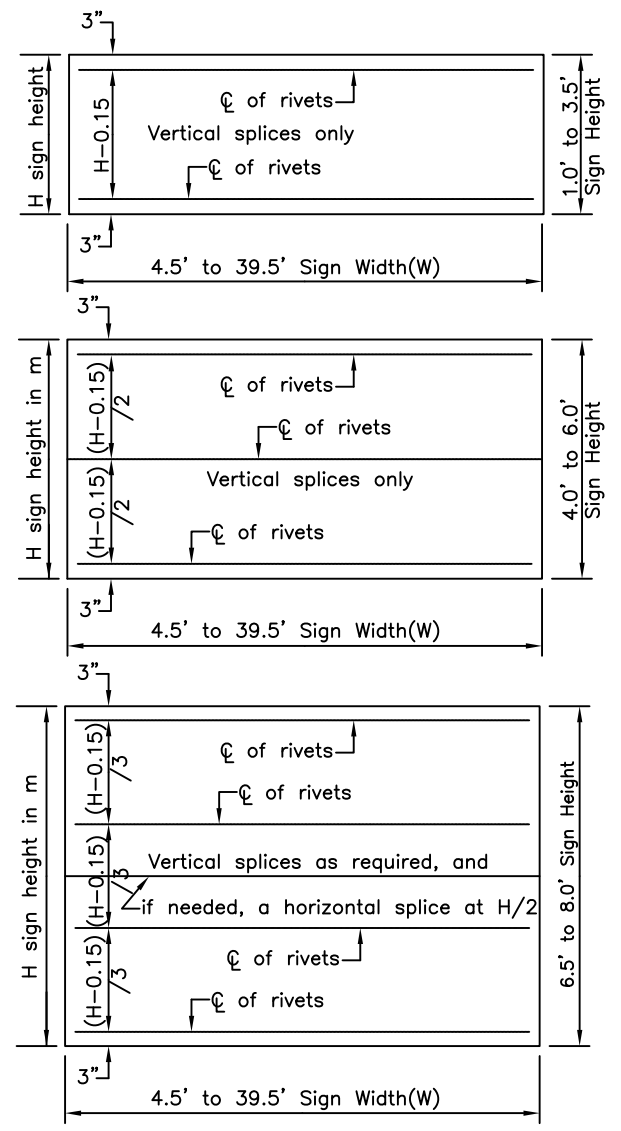 3"
H sign height
H-0.15
℄ of rivets
Vertical splices only
℄ of rivets
1.0' to 3.5'
Sign Height
3"
4.5' to 39.5' Sign Width(W)
3"
H sign height in m
(H-0.15)
/2
℄ of rivets
℄ of rivets
(H-0.15)
/2
Vertical splices only
℄ of rivets
4.0' to 6.0'
Sign Height
3"
4.5' to 39.5' Sign Width(W)
3"
H sign height in m
(H-0.15)
/3
℄ of rivets
℄ of rivets
(H-0.15)
/3
Vertical splices as required, and
if needed, a horizontal splice at H/2
(H-0.15)
/3
℄ of rivets
℄ of rivets
6.5' to 8.0' Sign Height
3"
4.5' to 39.5' Sign Width(W)